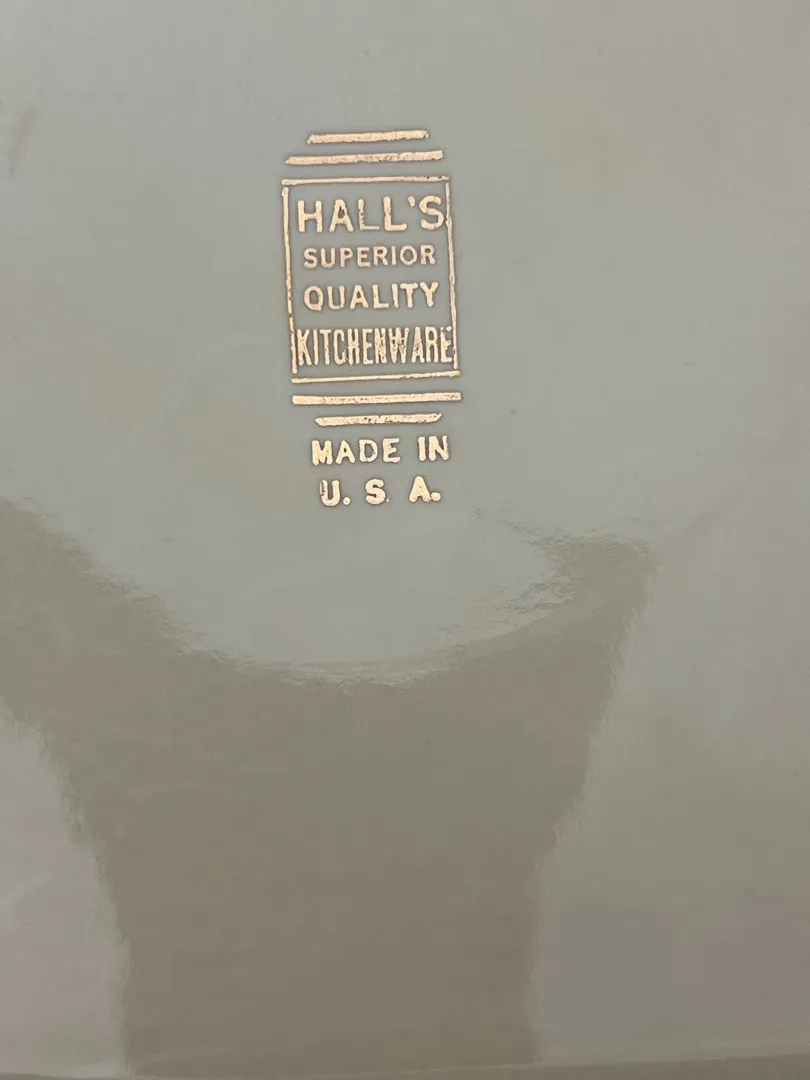 HALL'S
SUPERIOR
QUALITY
KITCHENWARE
MADE IN
U. S. A.